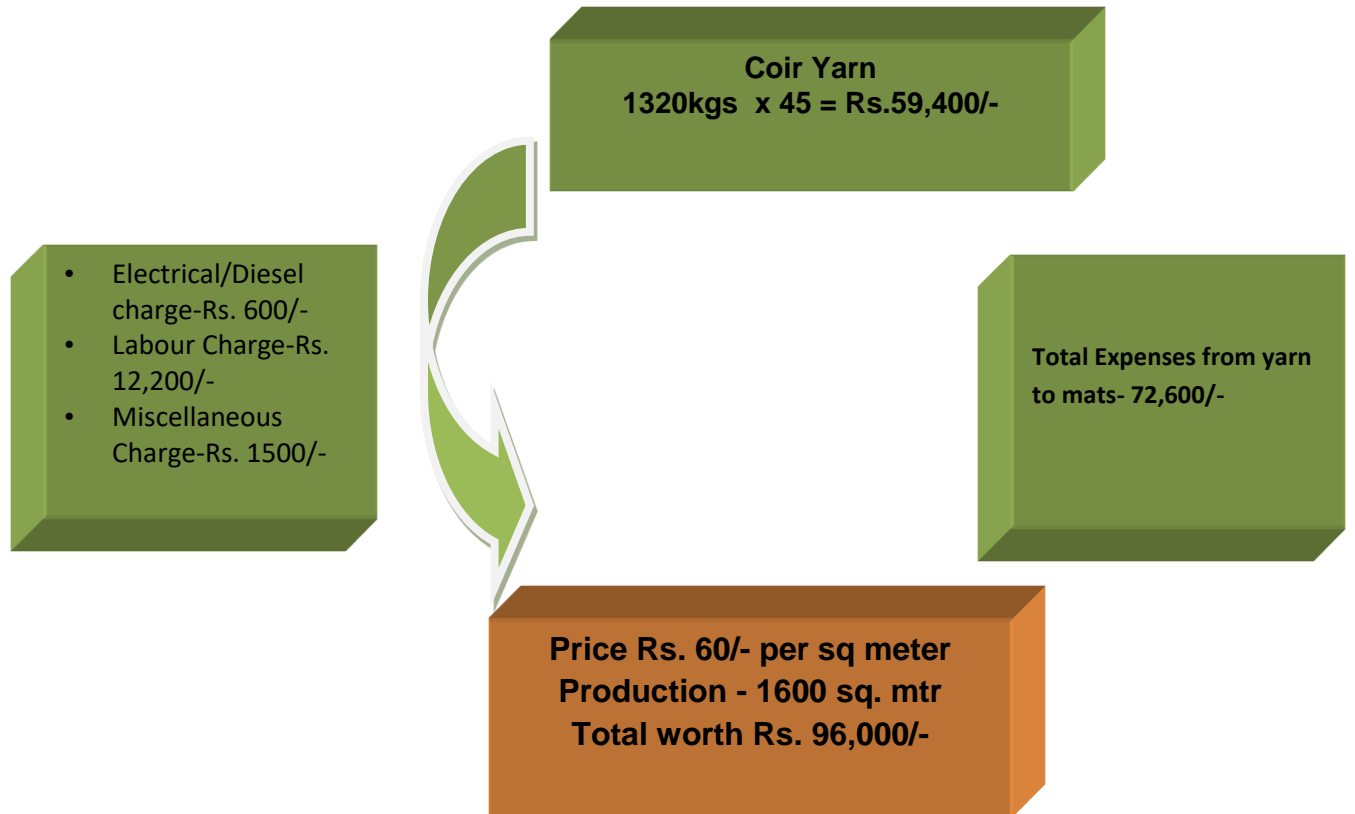 Coir Yarn
1320kgs x 45 = Rs.59,400/-
• Electrical/Diesel
charge-Rs. 600/-
• Labour Charge-Rs.
12,200/-
• Miscellaneous
Charge-Rs. 1500/-
Total Expenses from yarn
to mats- 72,600/-
Price Rs. 60/- per sq meter
Production - 1600 sq. mtr
Total worth Rs. 96,000/-